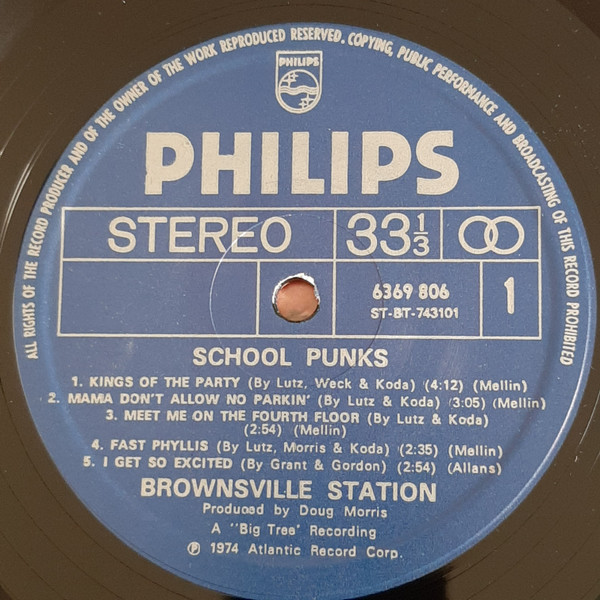 ALL RIGHTS OF THE RECORD PRODUCER AND OF THE OWNER OF THE WORK REPRODUCED RESERVED. COPYING, PUBLIC PERFORMANCE AND BROADCASTING OF THIS RECORD PROHIBITED
PHILIPS
PHILIPS
STEREO 33 1/3
6369 806 1
ST-BT-743101
SCHOOL PUNKS
1. KINGS OF THE PARTY (By Lutz, Weck & Koda) (4:12) (Mellin)
2. MAMA DON'T ALLOW NO PARKIN' (By Lutz & Koda) (3:05) (Mellin)
3. MEET ME ON THE FOURTH FLOOR (By Lutz & Koda)
(2:54) (Mellin)
4. FAST PHYLLIS (By Lutz, Morris & Koda) (2:35) (Mellin)
5. I GET SO EXCITED (By Grant & Gordon) (2:54) (Allans)
BROWNSVILLE STATION
Produced by Doug Morris
A "Big Tree" Recording
℗ 1974 Atlantic Record Corp.